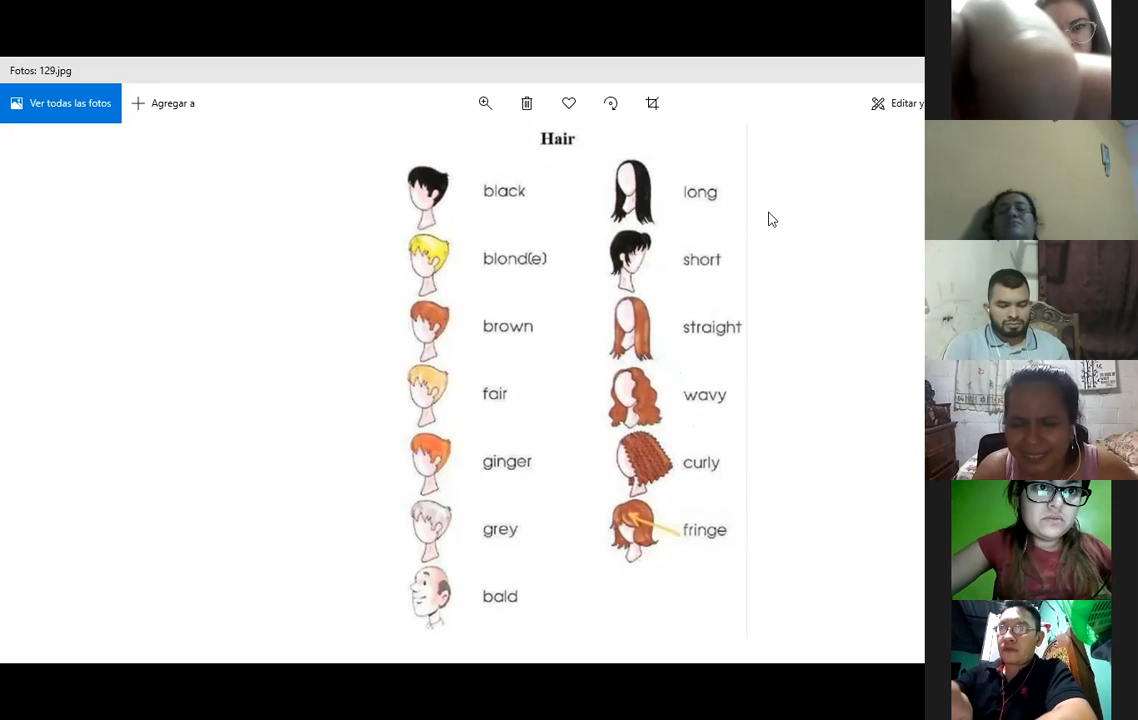 Fotos: 129.jpg
Ver todas las fotos
Agregar a
Editar y
Hair
black
blond(e)
brown
fair
ginger
grey
bald
long
short
straight
wavy
curly
fringe